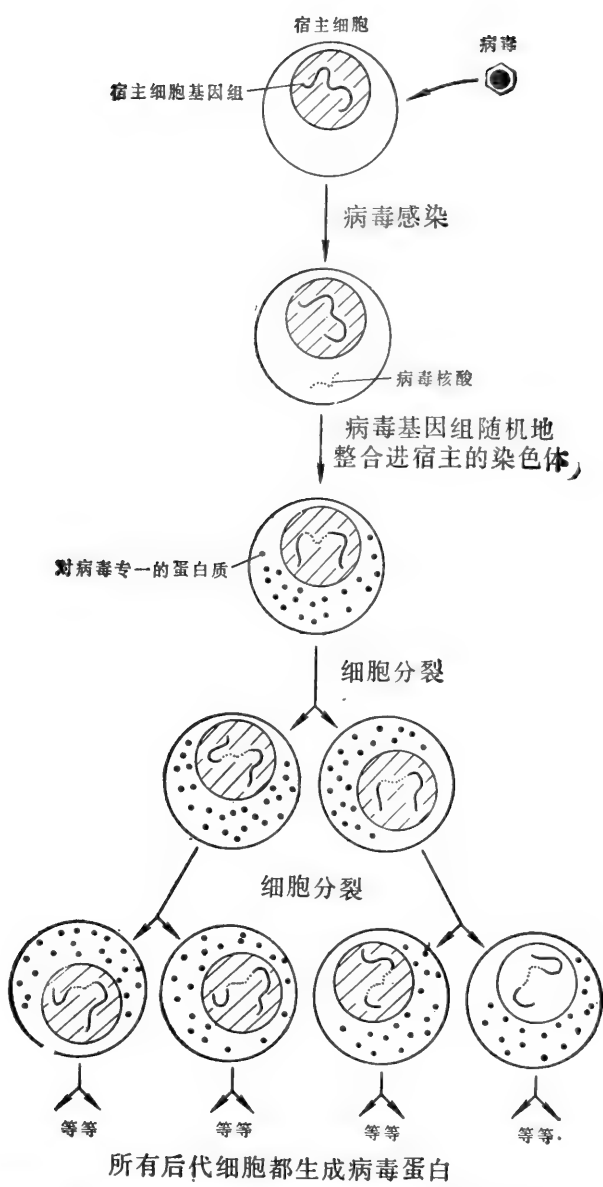 宿主细胞
病毒
宿主细胞基因组
病毒感染
病毒核酸
病毒基因组随机地
整合进宿主的染色体
对病毒专一的蛋白质
细胞分裂
细胞分裂
等等
等等
等等
等等.
所有后代细胞都生成病毒蛋白